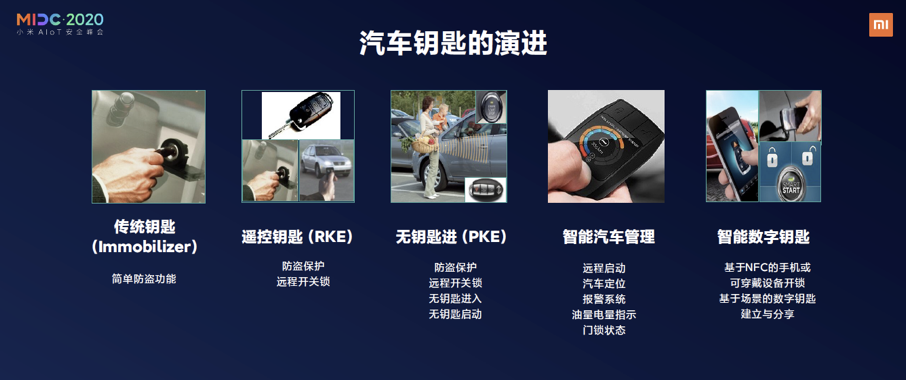 MIDC·2020
小米 AIoT 安全峰会
mi
汽车钥匙的演进
传统钥匙
(Immobilizer)
简单防盗功能
遥控钥匙 (RKE)
防盗保护
远程开关锁
无钥匙进 (PKE)
防盗保护
远程开关锁
无钥匙进入
无钥匙启动
智能汽车管理
远程启动
汽车定位
报警系统
油量电量指示
门锁状态
START
智能数字钥匙
基于NFC的手机或
可穿戴设备开锁
基于场景的数字钥匙
建立与分享